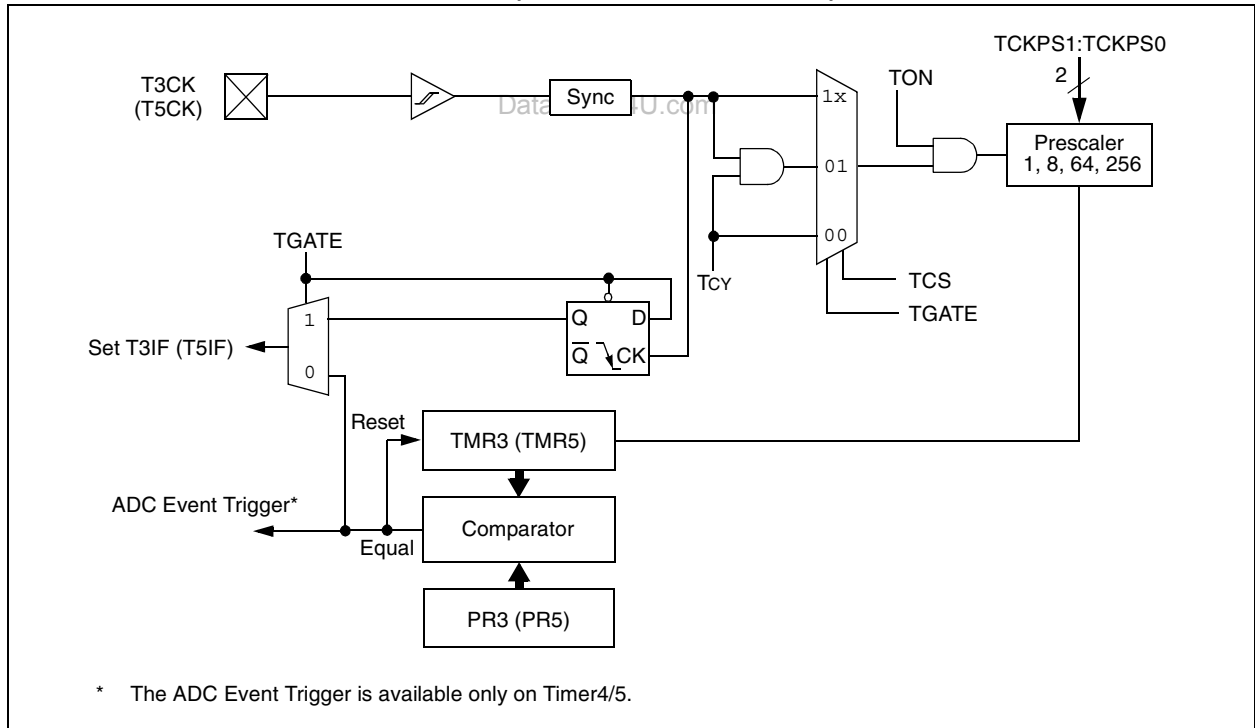 TCKPS1:TCKPS0
2
T3CK
(T5CK)
Sync
TON
1x
Prescaler
1, 8, 64, 256
01
00
TGATE
TCY
TCS
TGATE
1
Q
D
Set T3IF (T5IF)
Q
CK
0
Reset
TMR3 (TMR5)
ADC Event Trigger*
Comparator
Equal
PR3 (PR5)
* The ADC Event Trigger is available only on Timer4/5.